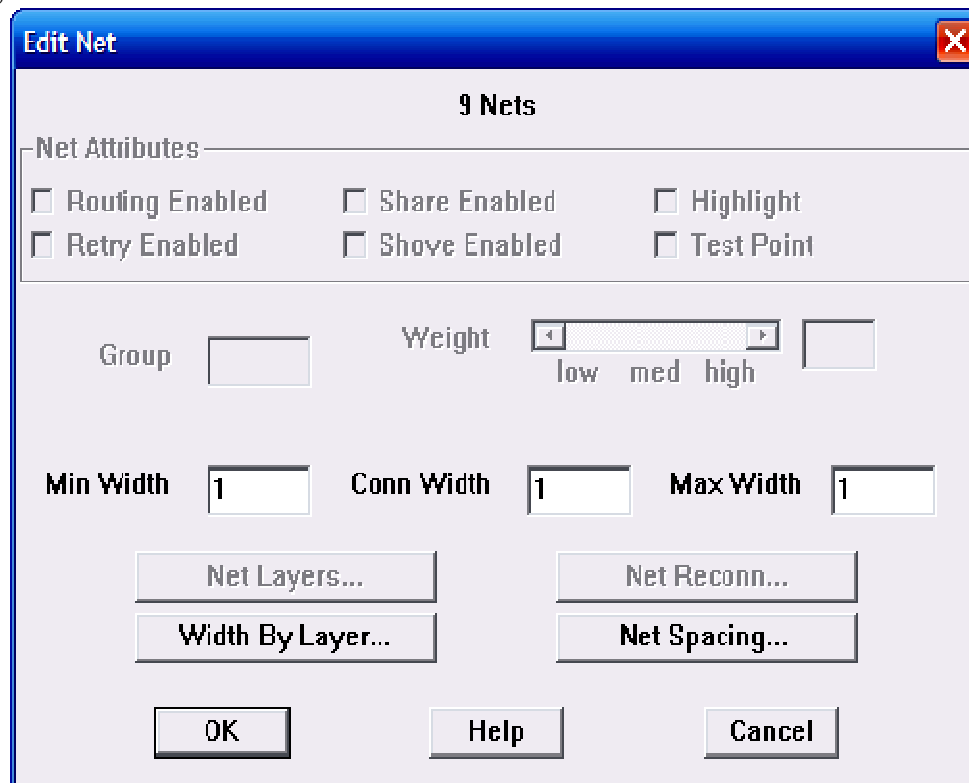 Edit Net
9 Nets
Net Attributes
Routing Enabled Share Enabled Highlight
Retry Enabled Shove Enabled Test Point
Group Weight
low med high
Min Width 1 Conn Width 1 Max Width 1
Net Layers... Net Reconn...
Width By Layer... Net Spacing...
OK Help Cancel